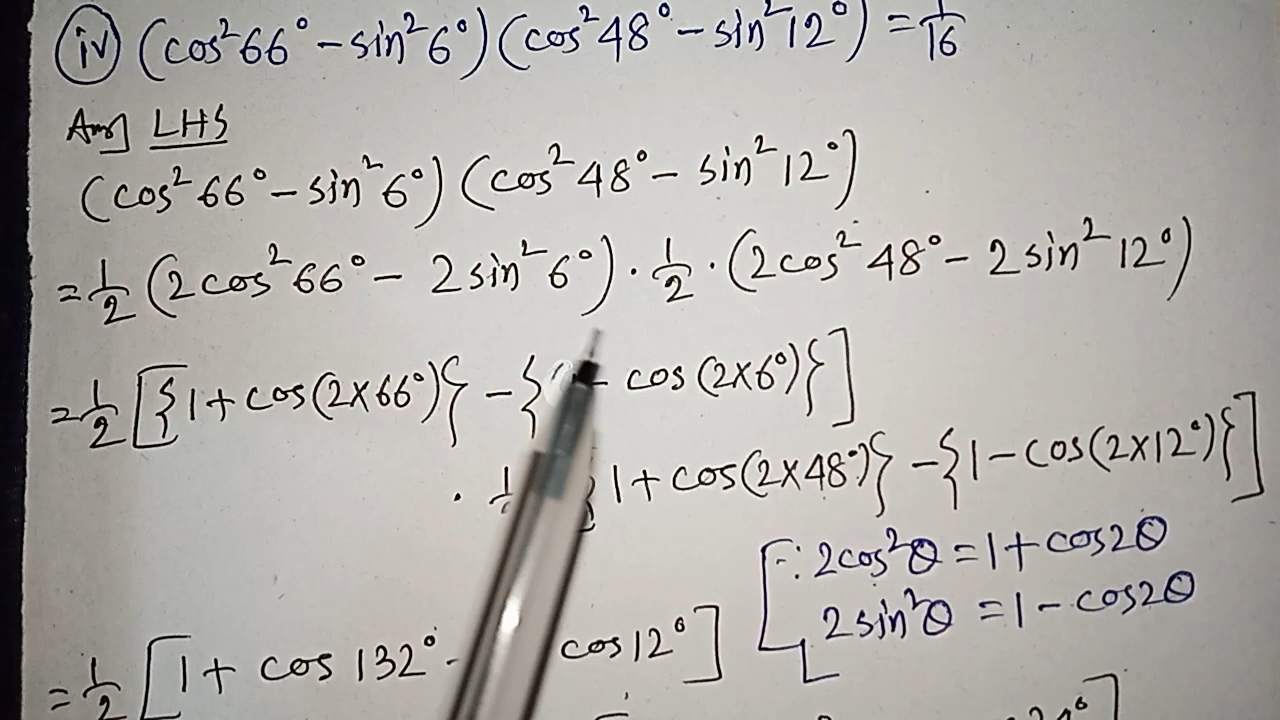 (iv) (cos²66° – sin²6°) (cos²48° – sin²12°) = 1/16
Ans] LHS
(cos²66° – sin²6°) (cos²48° – sin²12°)
= 1/2 (2cos²66° – 2sin²6°) · 1/2 · (2cos²48° – 2sin²12°)
= 1/2 [{1 + cos(2×66°)} – { – cos(2×6°)}]
· 1 {1 + cos(2×48°)} – {1 – cos(2×12°)}]
[∵ 2cos²θ = 1 + cos2θ
2sin²θ = 1 – cos2θ
= 1/2 [1 + cos 132° – cos12°]